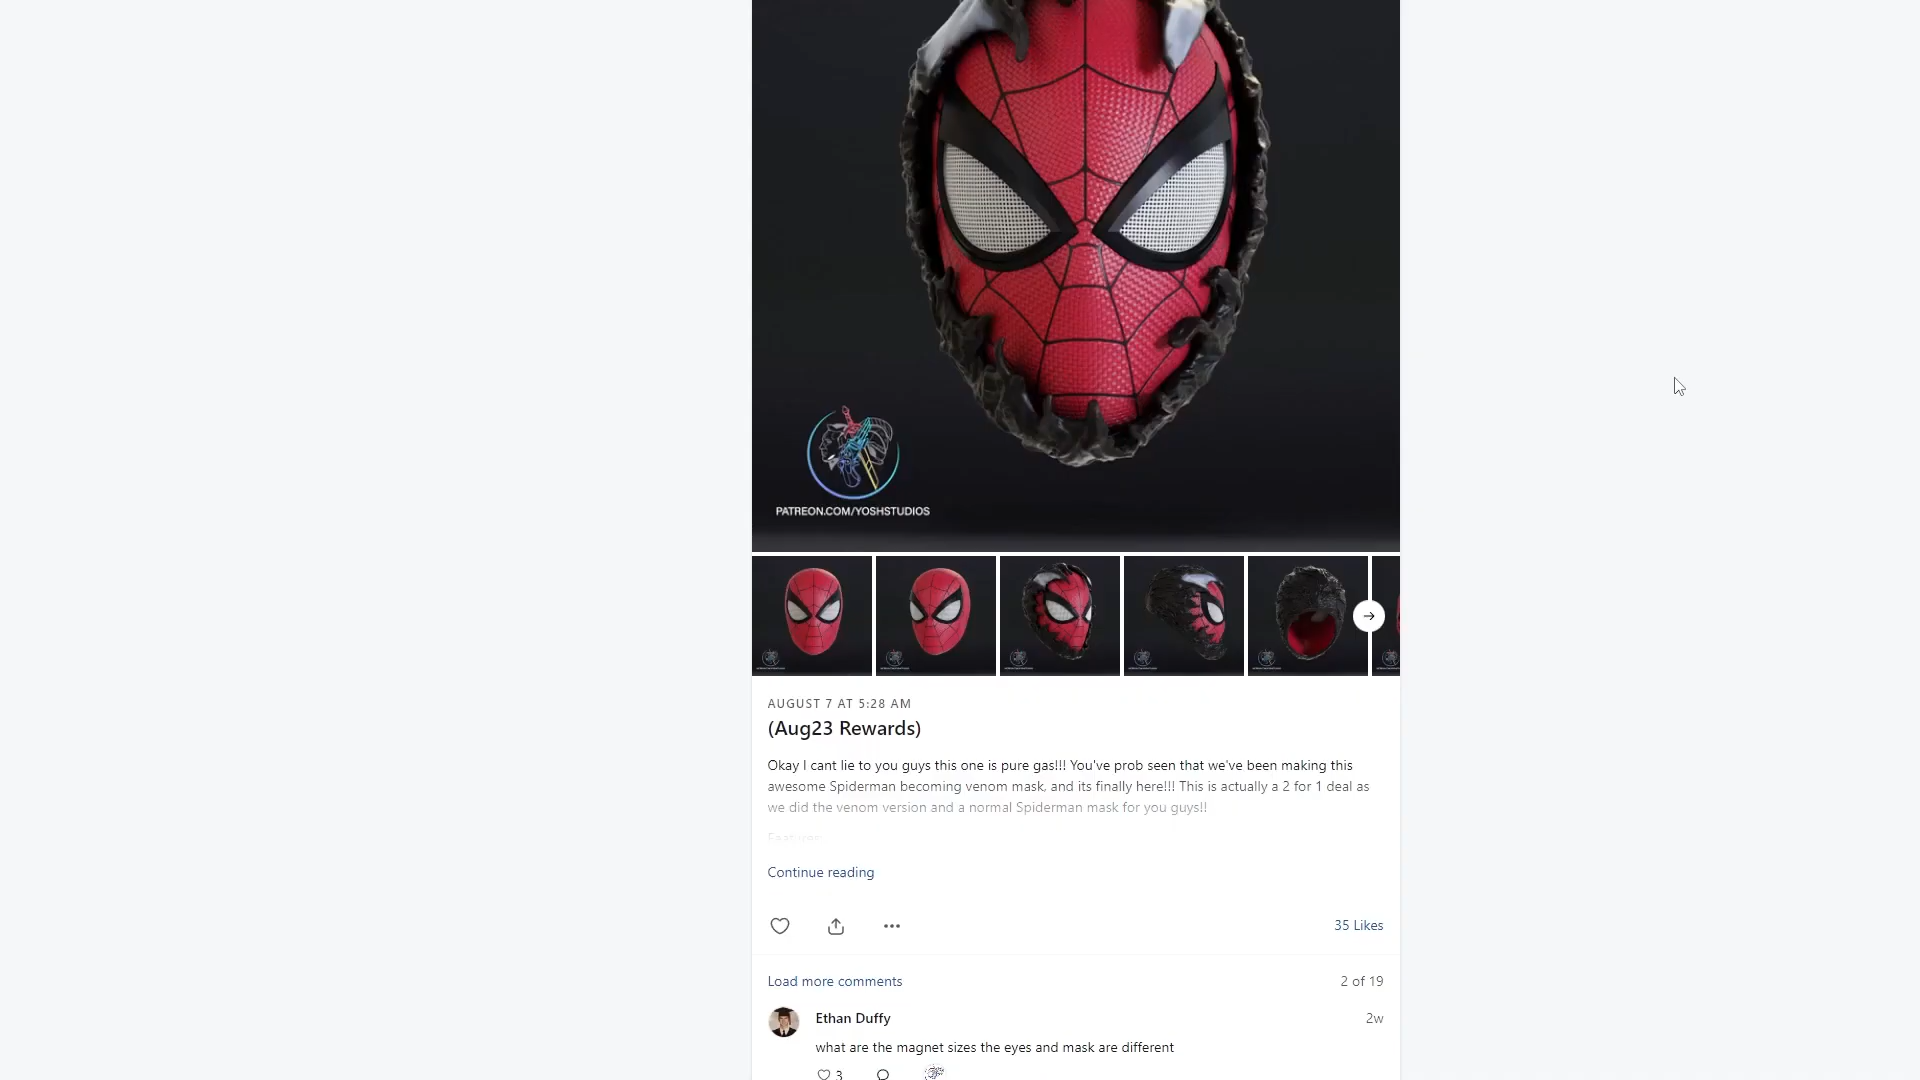 PATREON.COM/YOSHSTUDIOS
AUGUST 7 AT 5:28 AM
(Aug23 Rewards)
Okay I cant lie to you guys this one is pure gas!!! You've prob seen that we've been making this
awesome Spiderman becoming venom mask, and its finally here!!! This is actually a 2 for 1 deal as
we did the venom version and a normal Spiderman mask for you guys!!
Features:
Continue reading
35 Likes
Load more comments
2 of 19
Ethan Duffy
2w
what are the magnet sizes the eyes and mask are different
3